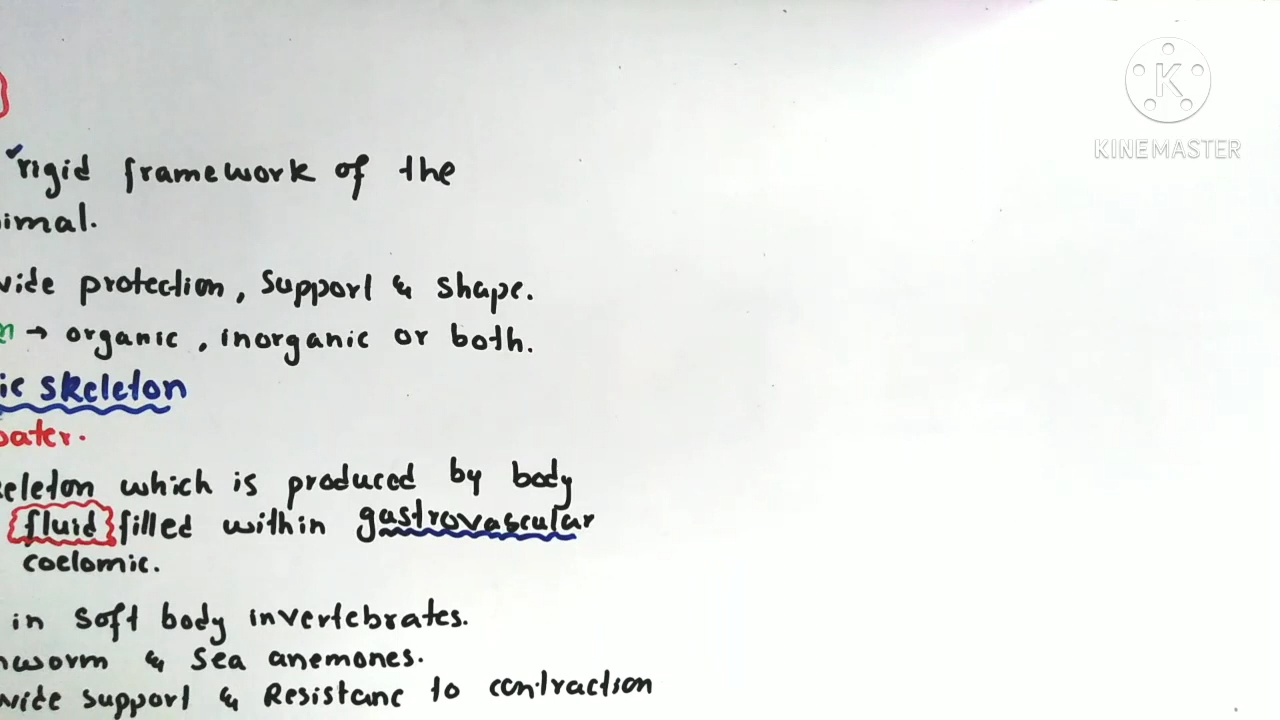 K
KINEMASTER
rigid framework of the
imal.
vide protection, support & shape.
n → organic, inorganic or both.
ic skeleton
oater.
eleton which is produced by body
fluid filled within gastrovascular
coelomic.
in soft body invertebrates.
worm & sea anemones.
vide support & Resistanc to contraction